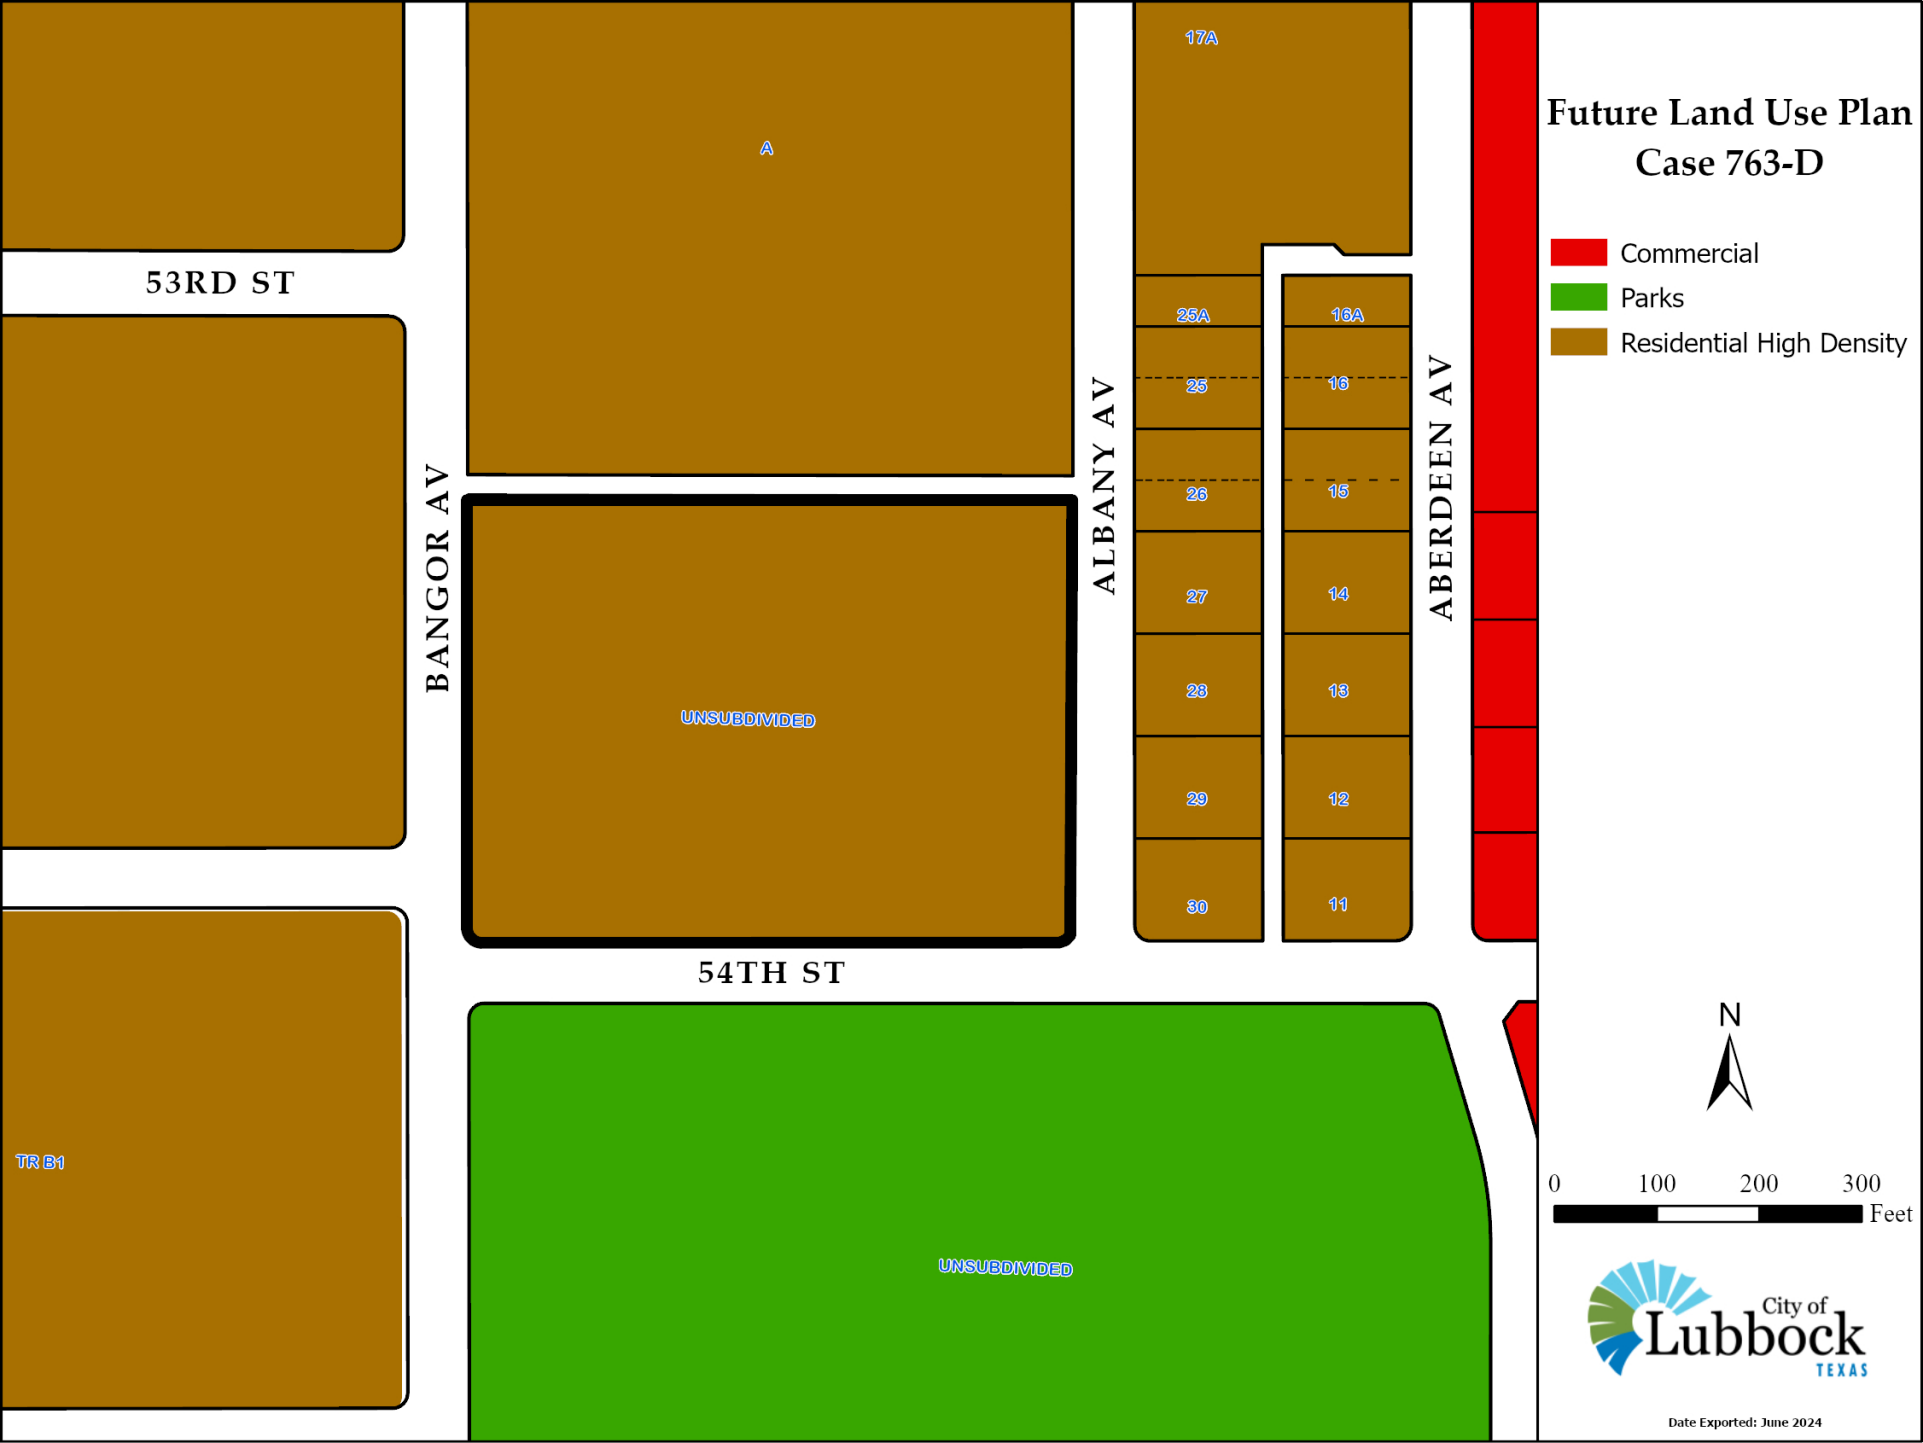 Future Land Use Plan
Case 763-D
Commercial
Parks
Residential High Density
17A
A
53RD ST
25A
16A
25
16
26
15
27
14
28
13
29
12
30
11
BANGOR AV
ALBANY AV
ABERDEEN AV
UNSUBDIVIDED
54TH ST
TR B1
UNSUBDIVIDED
N
0 100 200 300
Feet
City of
Lubbock
TEXAS
Date Exported: June 2024